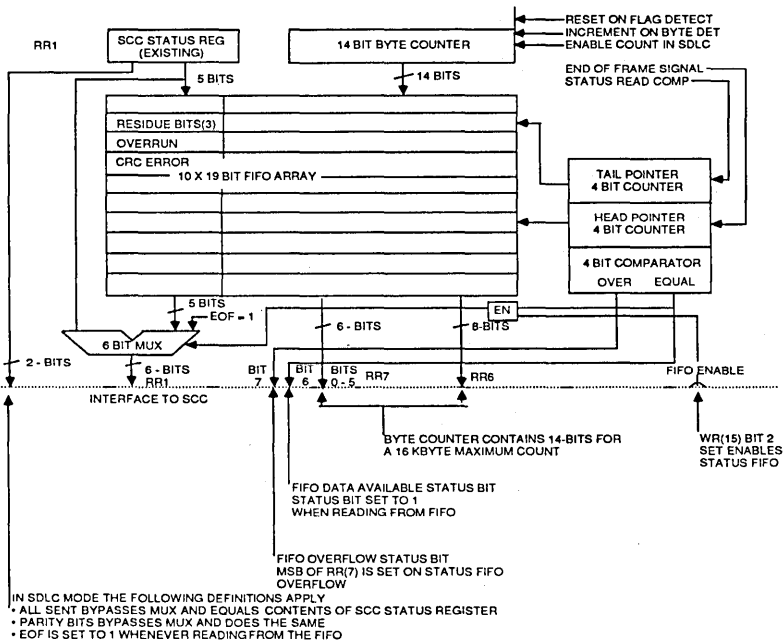 RESET ON FLAG DETECT
INCREMENT ON BYTE DET
ENABLE COUNT IN SDLC
RR1
SCC STATUS REG
(EXISTING)
14 BIT BYTE COUNTER
5 BITS
14 BITS
END OF FRAME SIGNAL
STATUS READ COMP
RESIDUE BITS(3)
OVERRUN
CRC ERROR
10 X 19 BIT FIFO ARRAY
TAIL POINTER
4 BIT COUNTER
HEAD POINTER
4 BIT COUNTER
4 BIT COMPARATOR
OVER EQUAL
5 BITS
EOF = 1
6 - BITS
8-BITS
EN
6 BIT MUX
2 - BITS
6 - BITS
RR1
BIT
7
BIT
6
BITS
0 - 5
RR7
RR6
FIFO ENABLE
INTERFACE TO SCC
BYTE COUNTER CONTAINS 14-BITS FOR
A 16 KBYTE MAXIMUM COUNT
WR(15) BIT 2
SET ENABLES
STATUS FIFO
FIFO DATA AVAILABLE STATUS BIT
STATUS BIT SET TO 1
WHEN READING FROM FIFO
FIFO OVERFLOW STATUS BIT
MSB OF RR(7) IS SET ON STATUS FIFO
OVERFLOW
IN SDLC MODE THE FOLLOWING DEFINITIONS APPLY
• ALL SENT BYPASSES MUX AND EQUALS CONTENTS OF SCC STATUS REGISTER
• PARITY BITS BYPASSES MUX AND DOES THE SAME
• EOF IS SET TO 1 WHENEVER READING FROM THE FIFO